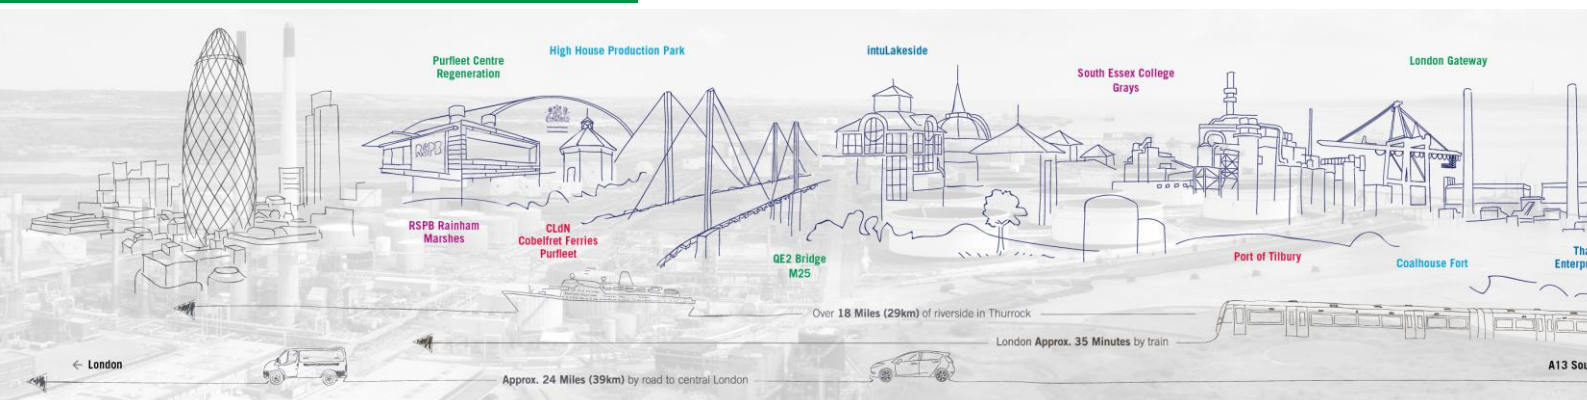 High House Production Park
intuLakeside
Purfleet Centre
Regeneration
London Gateway
South Essex College
Grays
RSPB
RSPB Rainham
Marshes
CLdN
Cobelfret Ferries
Purfleet
QE2 Bridge
M25
Port of Tilbury
Coalhouse Fort
Over 18 Miles (29km) of riverside in Thurrock
London Approx. 35 Minutes by train
← London
Approx. 24 Miles (39km) by road to central London
A13